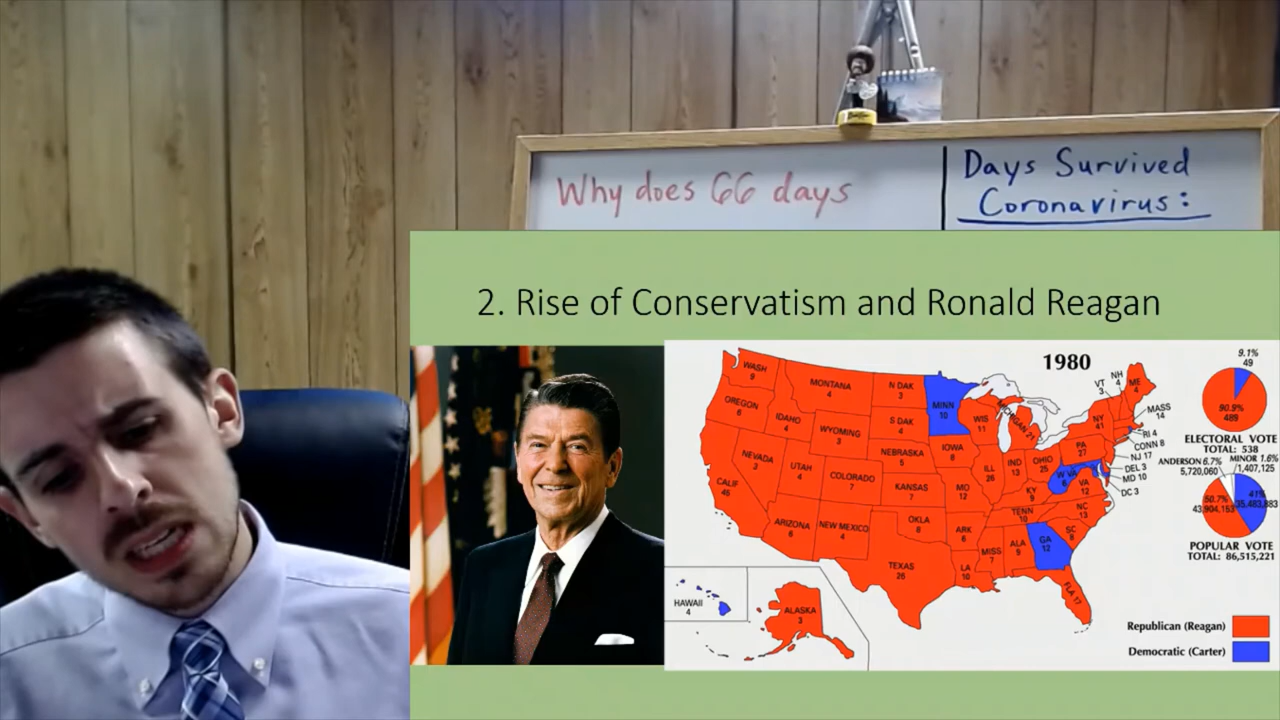 Why does 66 days
Days Survived
Coronavirus:
2. Rise of Conservatism and Ronald Reagan
1980
WASH
9
OREGON
6
CALIF
45
NEVADA
3
IDAHO
4
MONTANA
4
WYOMING
3
UTAH
4
COLORADO
7
ARIZONA
6
NEW MEXICO
4
N DAK
3
S DAK
4
NEBRASKA
5
KANSAS
7
OKLA
8
TEXAS
26
MINN
10
IOWA
8
MO
12
ARK
6
LA
10
WIS
11
ILL
26
MICHIGAN 21
IND
13
OHIO
25
KY
9
TENN
10
MISS
7
ALA
9
GA
12
FLA 17
SC
8
NC
13
VA
12
W VA
6
PA
27
NY
41
VT
3
NH
4
ME
4
MASS
14
RI 4
CONN 8
NJ 17
DEL 3
MD 10
DC 3
HAWAII
4
ALASKA
3
9.1%
49
90.9%
489
ELECTORAL VOTE
TOTAL: 538
ANDERSON 6.7%
5,720,060
MINOR 1.6%
1,407,125
50.7%
43,904,153
41%
35,483,883
POPULAR VOTE
TOTAL: 86,515,221
Republican (Reagan)
Democratic (Carter)